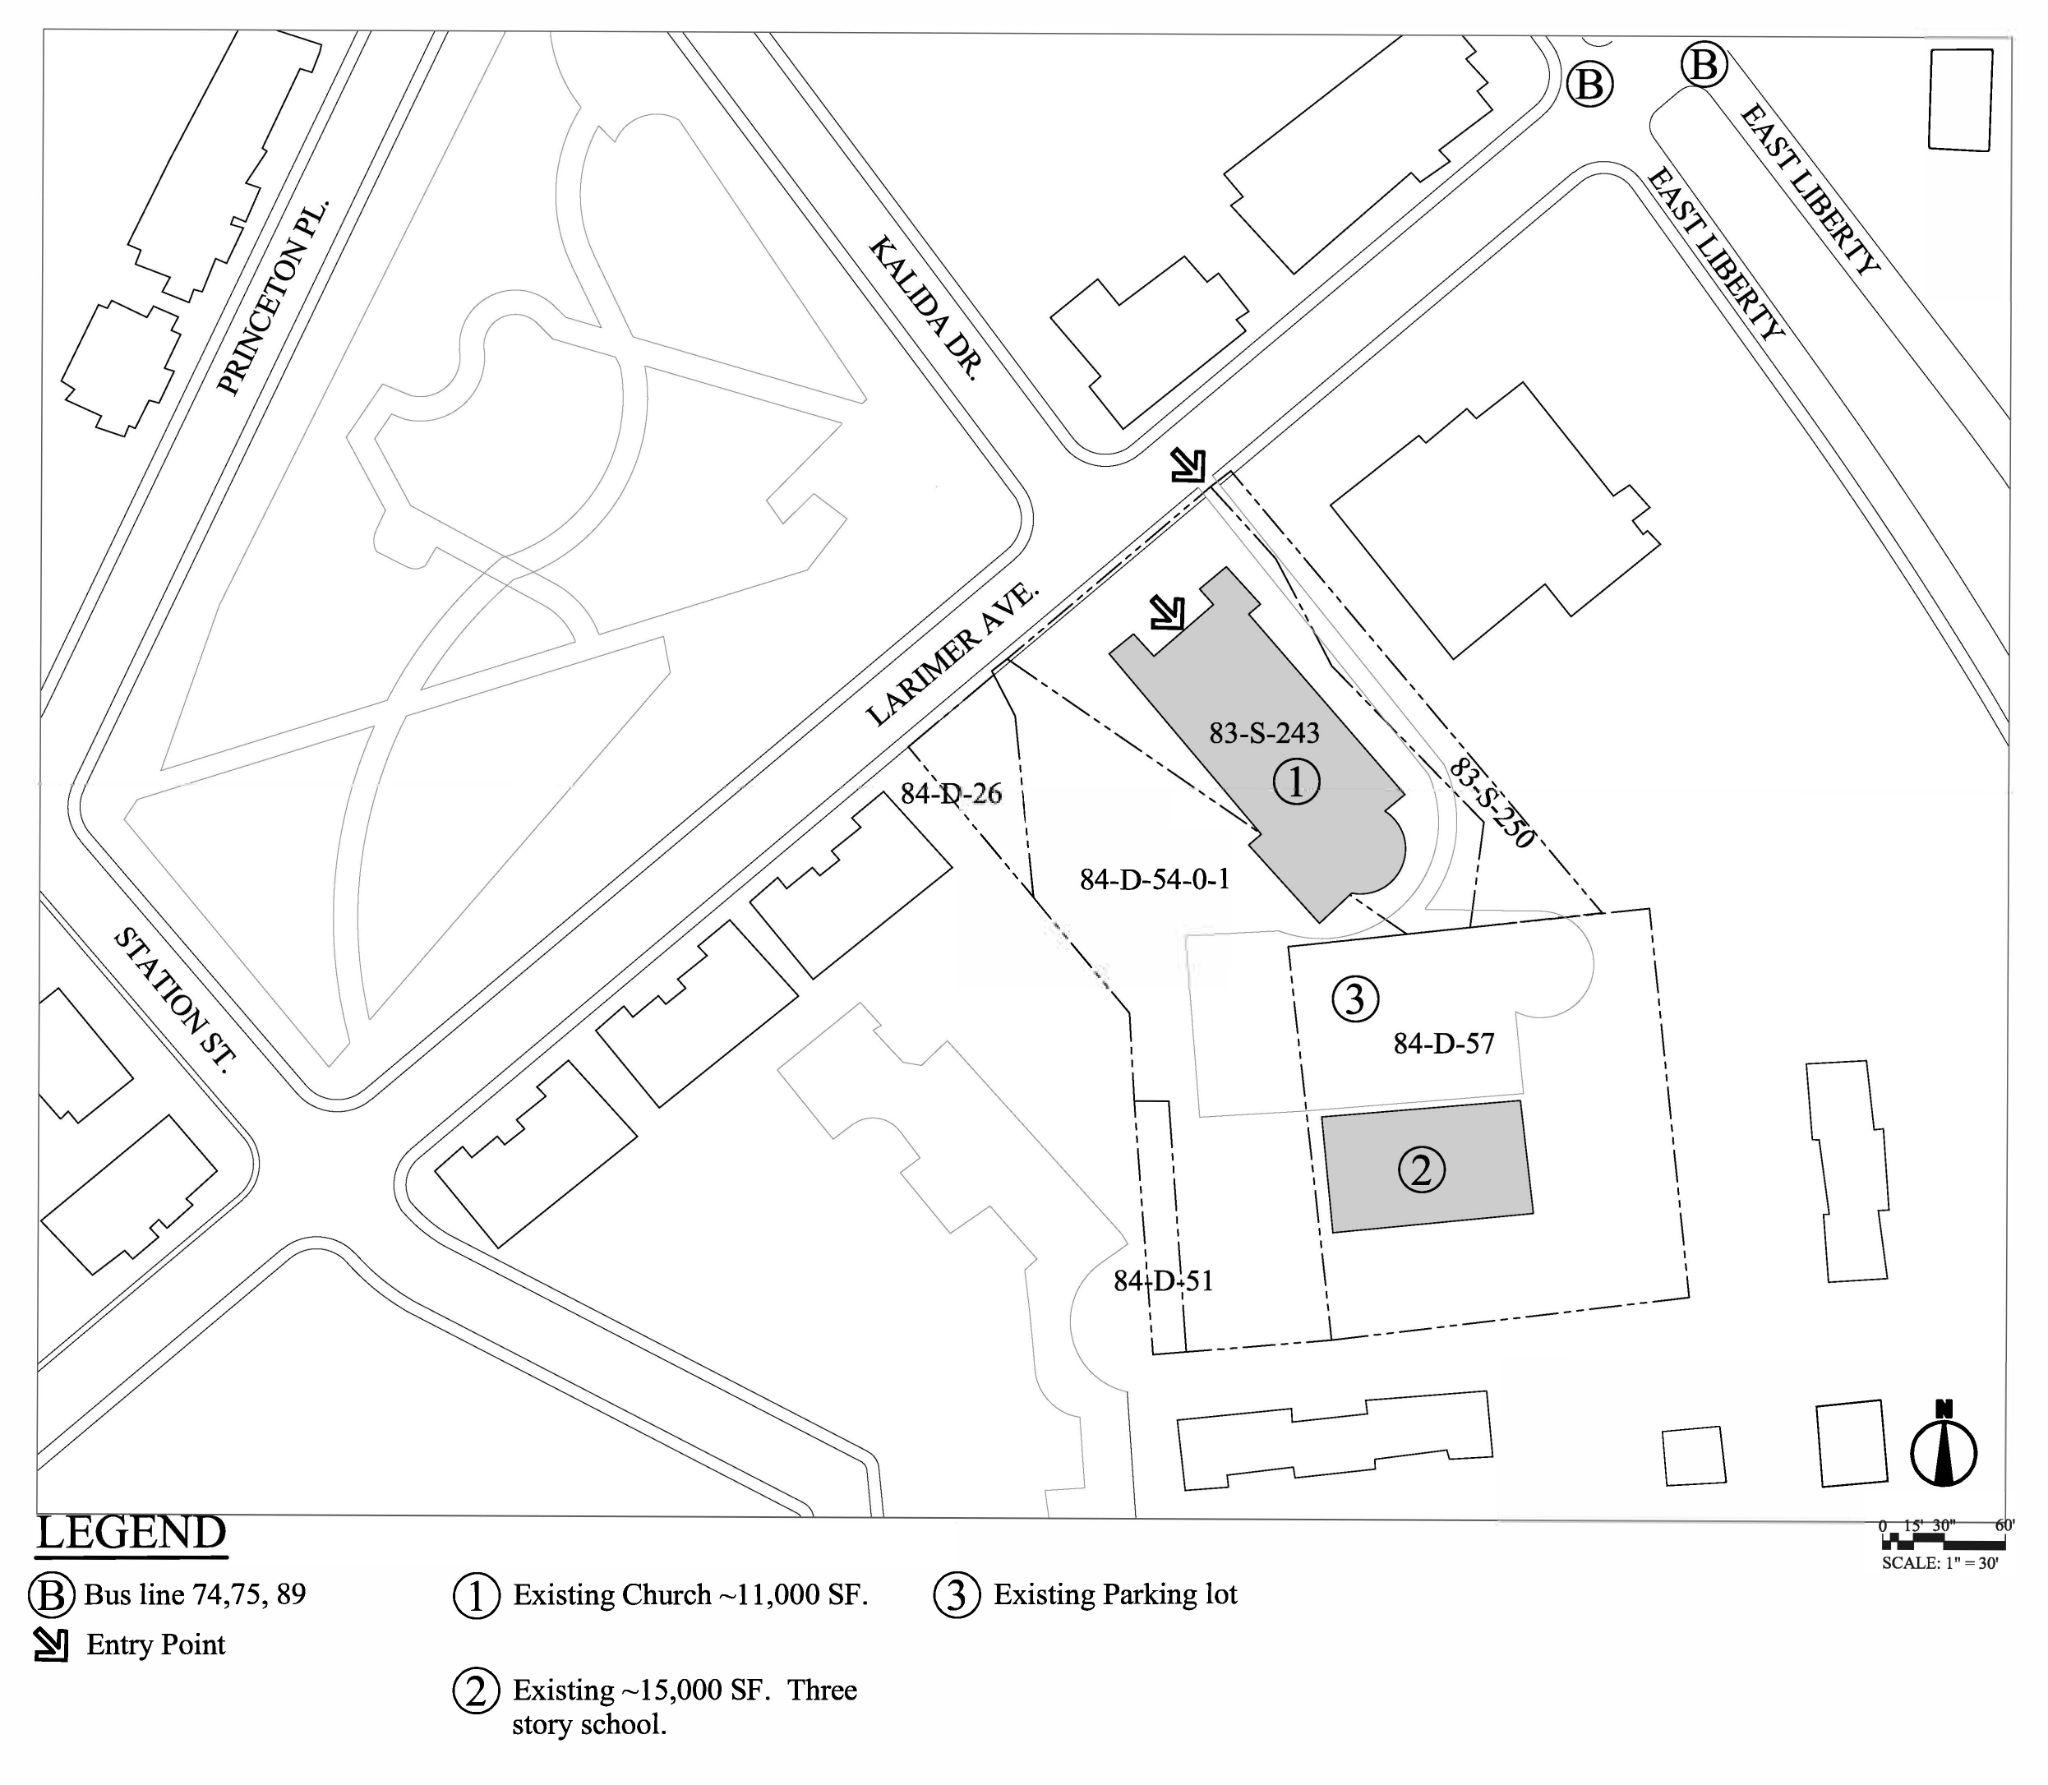 B
B
EAST LIBERTY
EAST LIBERTY
PRINCETON PL.
KALIDA DR.
LARIMER AVE.
83-S-243
1
83-S-250
84-D-26
84-D-54-0-1
STATION ST.
3
84-D-57
2
84-D-51
N
0 15' 30" 60'
SCALE: 1" = 30'
LEGEND
B Bus line 74,75, 89
Entry Point
1 Existing Church ~11,000 SF.
2 Existing ~15,000 SF. Three
story school.
3 Existing Parking lot